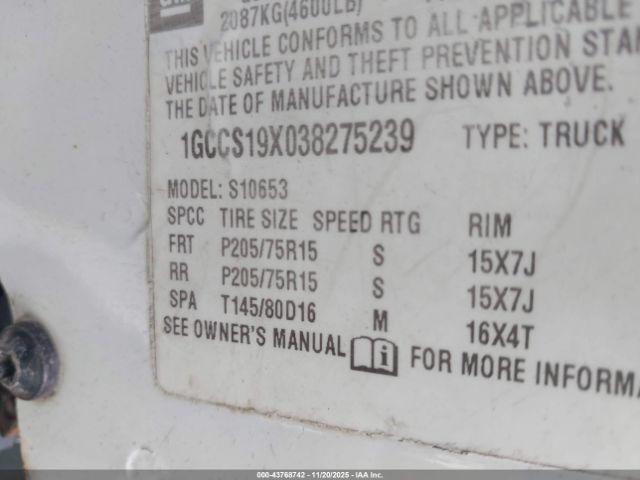 GM
2087KG(4600LB)
THIS VEHICLE CONFORMS TO ALL APPLICABLE
VEHICLE SAFETY AND THEFT PREVENTION STAN
THE DATE OF MANUFACTURE SHOWN ABOVE.
1GCCS19X038275239 TYPE: TRUCK
MODEL: S10653
SPCC TIRE SIZE SPEED RTG RIM
FRT P205/75R15 S 15X7J
RR P205/75R15 S 15X7J
SPA T145/80D16 M 16X4T
SEE OWNER'S MANUAL i FOR MORE INFORMA
000-43768742 — 11/20/2025 — IAA Inc.